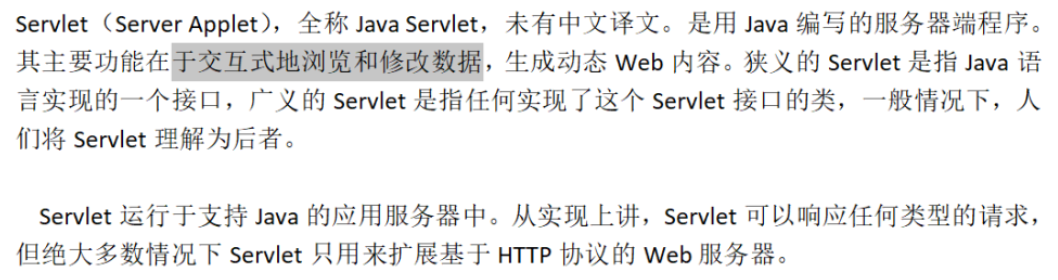 Servlet（Server Applet），全称 Java Servlet，未有中文译文。是用 Java 编写的服务器端程序。
其主要功能在于交互式地浏览和修改数据，生成动态 Web 内容。狭义的 Servlet 是指 Java 语
言实现的一个接口，广义的 Servlet 是指任何实现了这个 Servlet 接口的类，一般情况下，人
们将 Servlet 理解为后者。
Servlet 运行于支持 Java 的应用服务器中。从实现上讲，Servlet 可以响应任何类型的请求，
但绝大多数情况下 Servlet 只用来扩展基于 HTTP 协议的 Web 服务器。